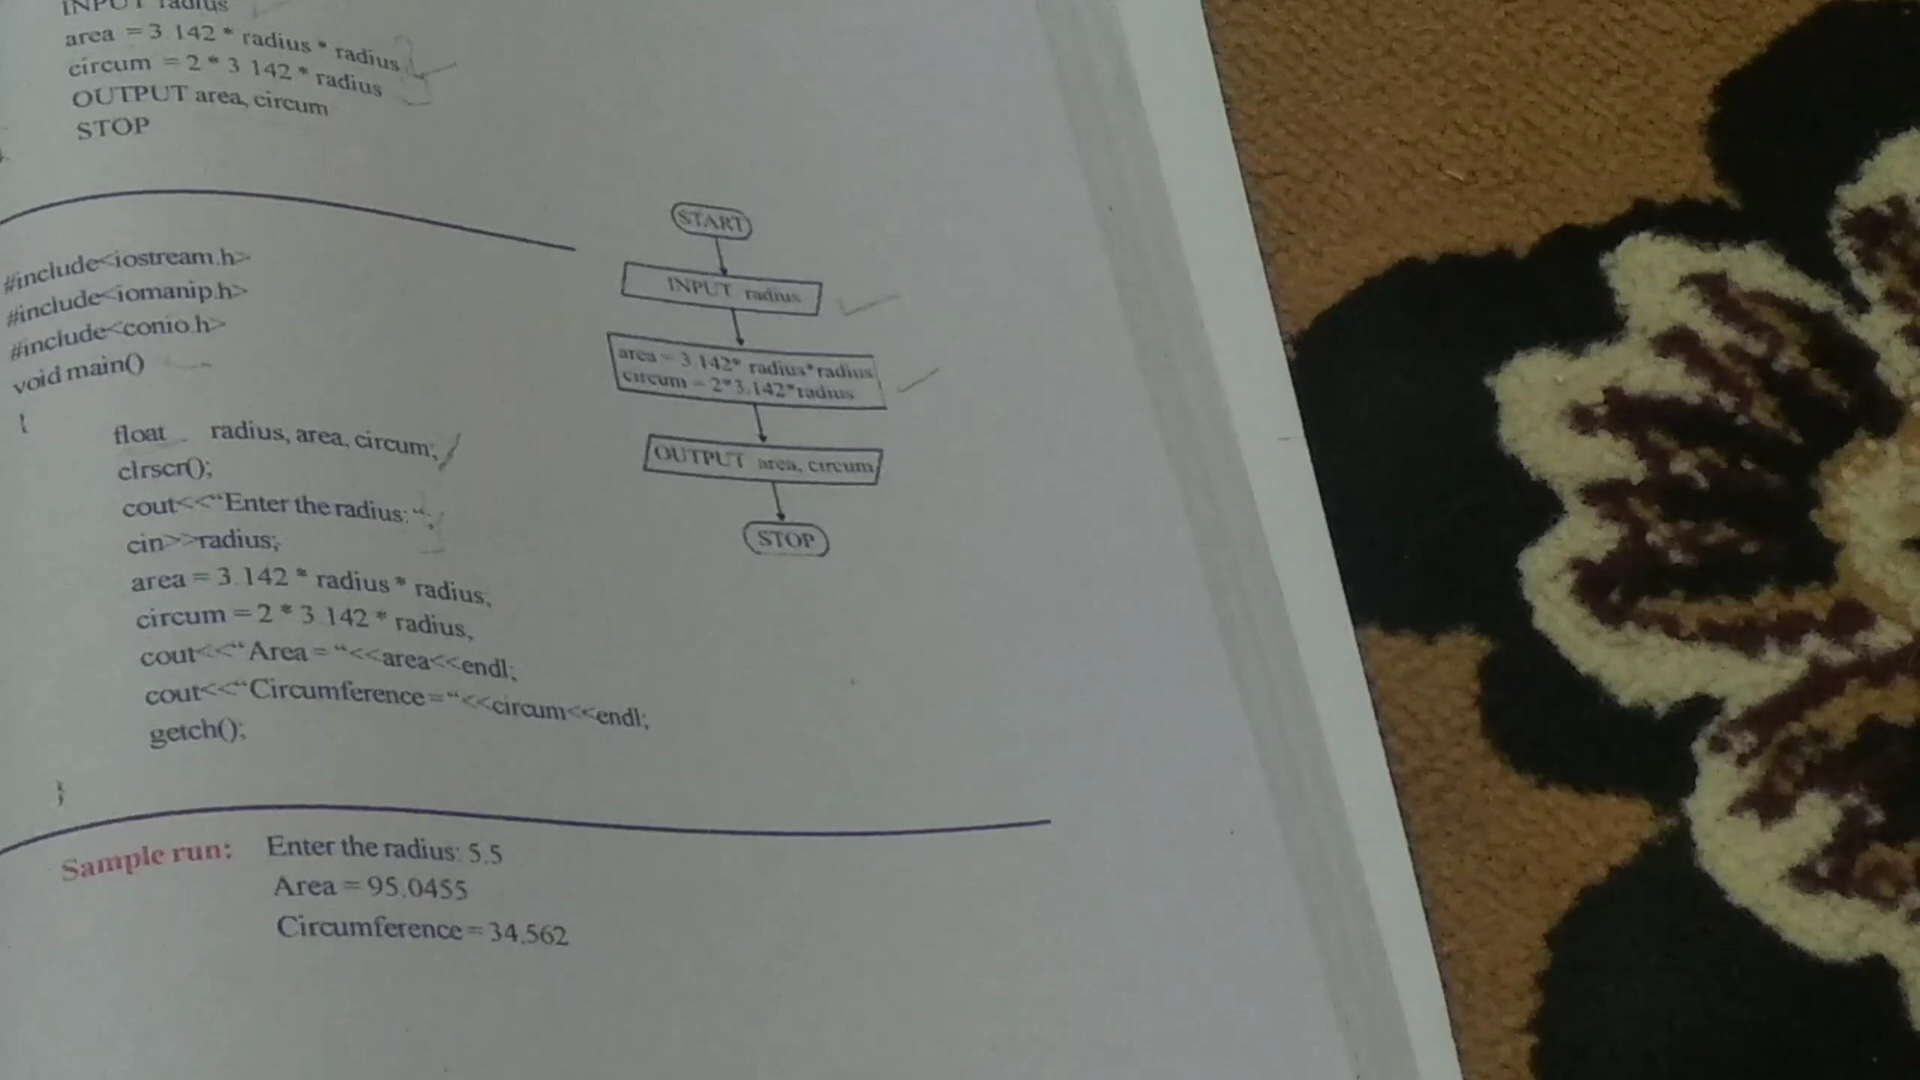 INPUT radius
area = 3.142 * radius * radius
circum = 2 * 3.142 * radius
OUTPUT area, circum
STOP
#include<iostream.h>
#include<iomanip.h>
#include<conio.h>
void main()
{
float radius, area, circum;
clrscr();
cout<<“Enter the radius: “;
cin>>radius;
area = 3.142 * radius * radius;
circum = 2 * 3.142 * radius;
cout<<“Area = “<<area<<endl;
cout<<“Circumference = “<<circum<<endl;
getch();
}
START
INPUT radius
area = 3.142* radius*radius
circum = 2*3.142*radius
OUTPUT area, circum
STOP
Sample run: Enter the radius: 5.5
Area = 95.0455
Circumference = 34.562